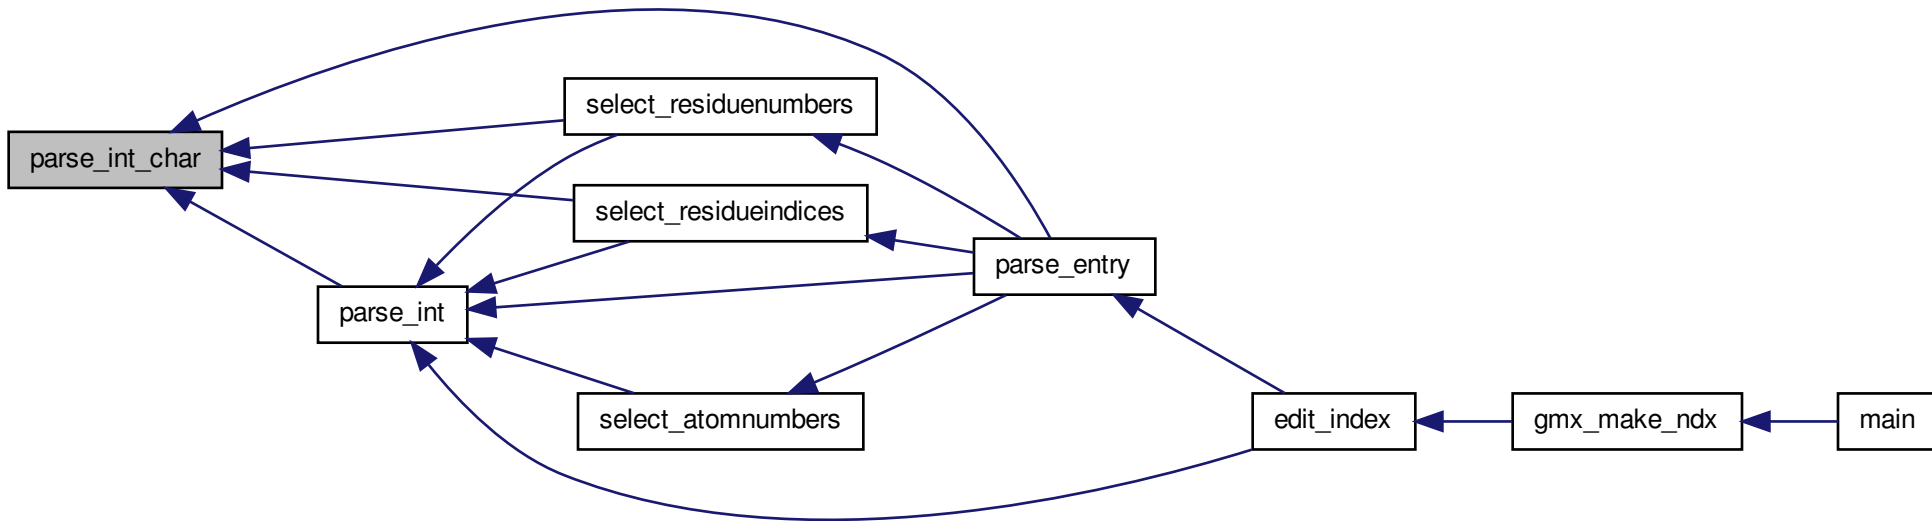 parse_int_char
select_residuenumbers
select_residueindices
parse_entry
parse_int
select_atomnumbers
edit_index
gmx_make_ndx
main